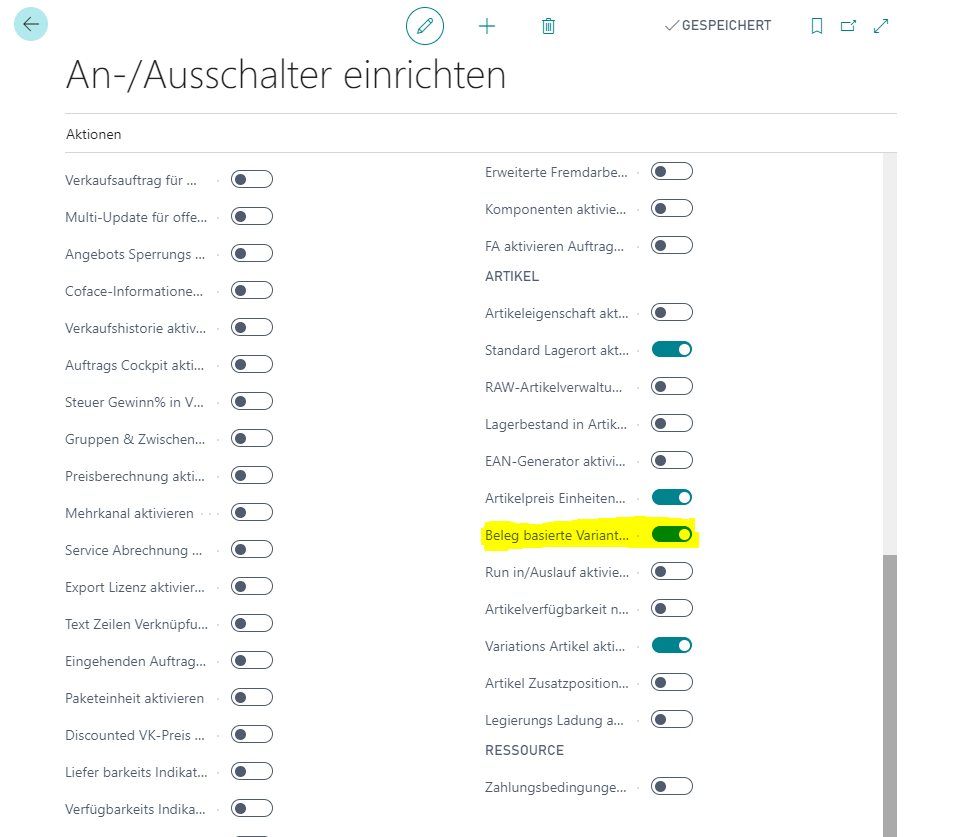 GESPEICHERT
An-/Ausschalter einrichten
Aktionen
Verkaufsauftrag für ...
Multi-Update für offe...
Angebots Sperrungs ...
Coface-Informatione...
Verkaufshistorie aktiv...
Auftrags Cockpit akti...
Steuer Gewinn% in V...
Gruppen & Zwischen...
Preisberechnung akti...
Mehrkanal aktivieren
Service Abrechnung ...
Export Lizenz aktivier...
Text Zeilen Verknüpfu...
Eingehenden Auftrag...
Paketeinheit aktivieren
Discounted VK-Preis ...
Liefer barkeits Indikat...
Verfügbarkeits Indika...
Erweiterte Fremdarbe...
Komponenten aktivie...
FA aktivieren Auftrag...
ARTIKEL
Artikeleigenschaft akt...
Standard Lagerort akt...
RAW-Artikelverwaltu...
Lagerbestand in Artik...
EAN-Generator aktivi...
Artikelpreis Einheiten...
Beleg basierte Variant...
Run in/Auslauf aktivie...
Artikelverfügbarkeit n...
Variations Artikel akti...
Artikel Zusatzposition...
Legierungs Ladung a...
RESSOURCE
Zahlungsbedingunge...